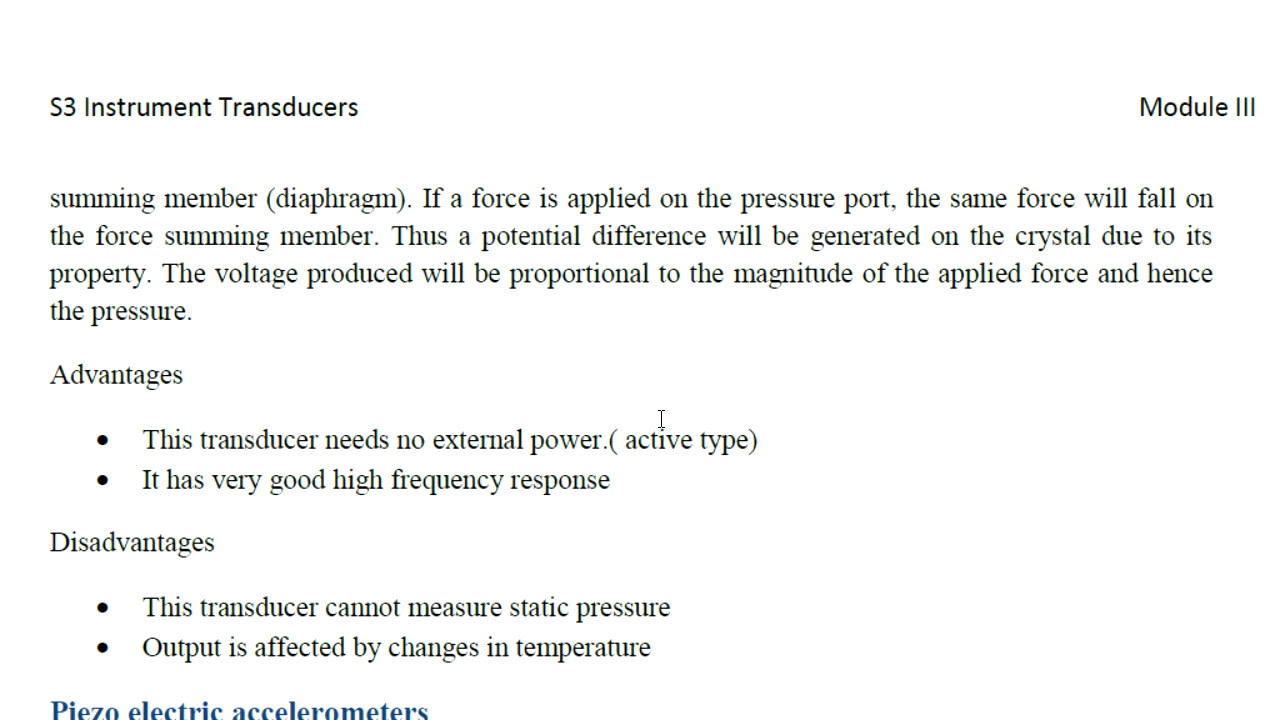 S3 Instrument Transducers Module III
summing member (diaphragm). If a force is applied on the pressure port, the same force will fall on
the force summing member. Thus a potential difference will be generated on the crystal due to its
property. The voltage produced will be proportional to the magnitude of the applied force and hence
the pressure.
Advantages
• This transducer needs no external power.( active type)
• It has very good high frequency response
Disadvantages
• This transducer cannot measure static pressure
• Output is affected by changes in temperature
Piezo electric accelerometers